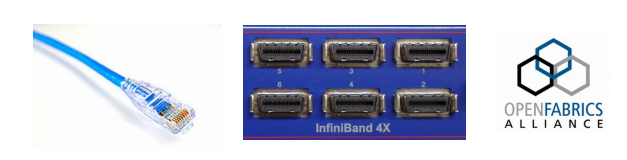 5 3 1
6 4 2
InfiniBand 4X
OPENFABRICS
ALLIANCE